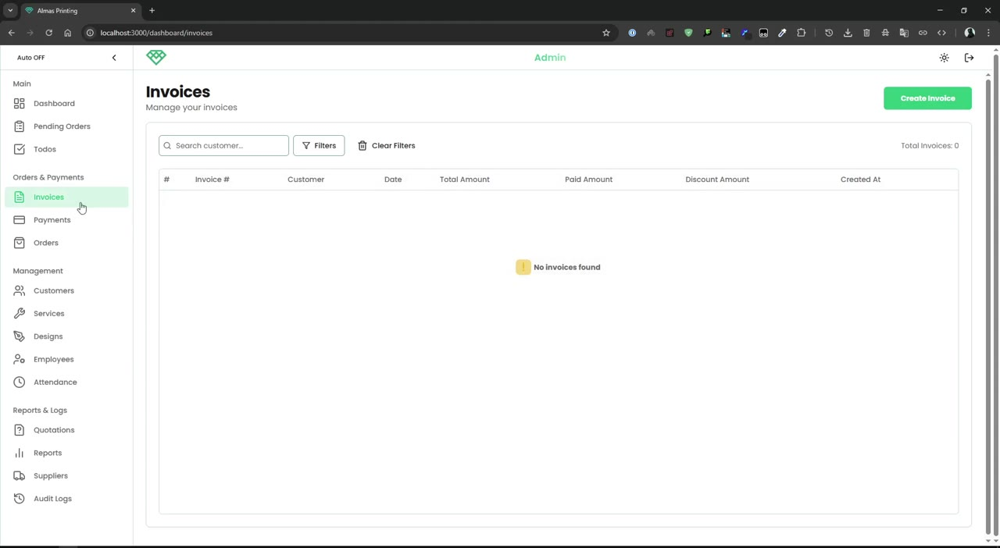 Almas Printing
localhost:3000/dashboard/invoices
Auto OFF
Admin
Main
Dashboard
Pending Orders
Todos
Orders & Payments
Invoices
Payments
Orders
Management
Customers
Services
Designs
Employees
Attendance
Reports & Logs
Quotations
Reports
Suppliers
Audit Logs
Invoices
Manage your invoices
Create Invoice
Search customer...
Filters
Clear Filters
Total Invoices: 0
# Invoice # Customer Date Total Amount Paid Amount Discount Amount Created At
! No invoices found